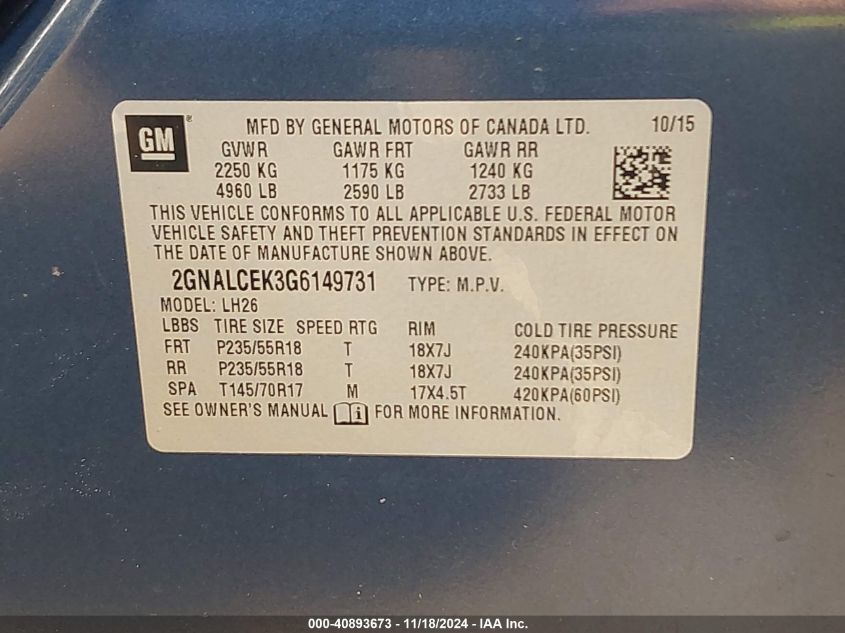 GM ® MFD BY GENERAL MOTORS OF CANADA LTD. 10/15
GVWR GAWR FRT GAWR RR
2250 KG 1175 KG 1240 KG
4960 LB 2590 LB 2733 LB
THIS VEHICLE CONFORMS TO ALL APPLICABLE U.S. FEDERAL MOTOR
VEHICLE SAFETY AND THEFT PREVENTION STANDARDS IN EFFECT ON
THE DATE OF MANUFACTURE SHOWN ABOVE.
2GNALCEK3G6149731 TYPE: M.P.V.
MODEL: LH26
LBBS TIRE SIZE SPEED RTG RIM COLD TIRE PRESSURE
FRT P235/55R18 T 18X7J 240KPA(35PSI)
RR P235/55R18 T 18X7J 240KPA(35PSI)
SPA T145/70R17 M 17X4.5T 420KPA(60PSI)
SEE OWNER'S MANUAL i FOR MORE INFORMATION.
000-40893673 - 11/18/2024 - IAA Inc.